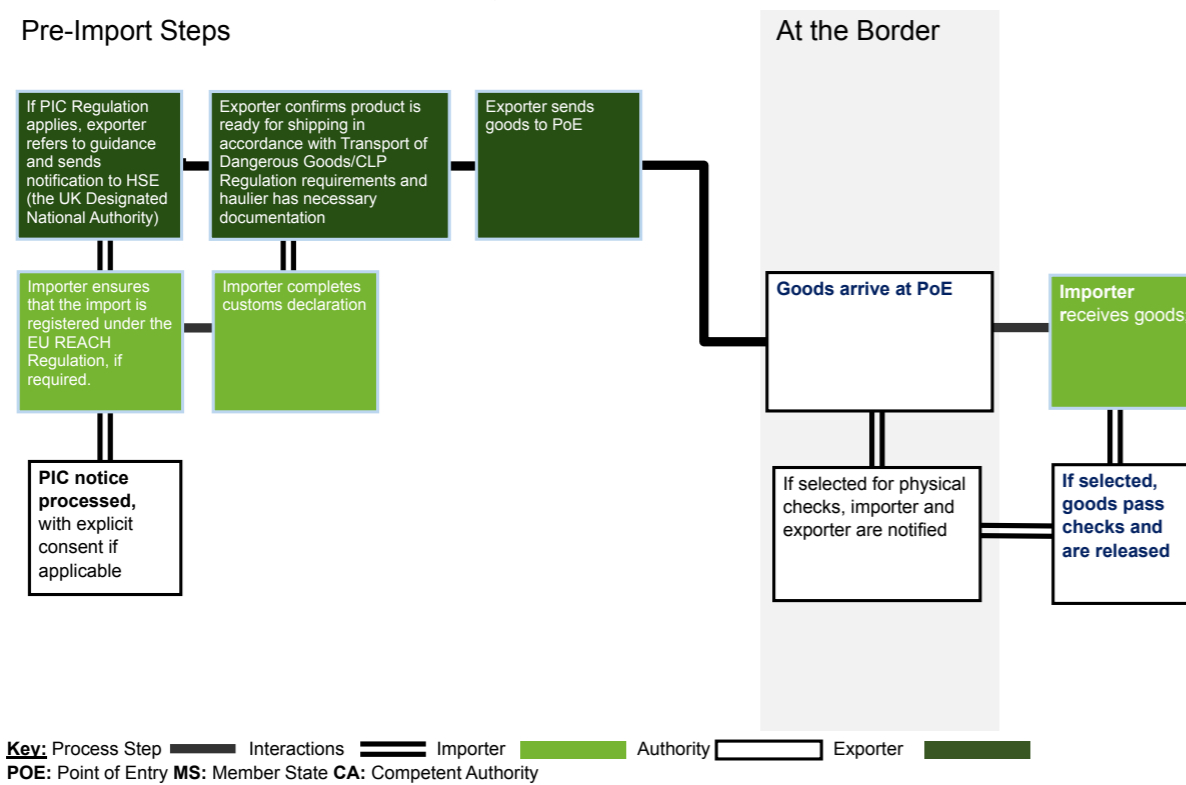 Pre-Import Steps
At the Border
If PIC Regulation
applies, exporter
refers to guidance
and sends
notification to HSE
(the UK Designated
National Authority)
Exporter confirms product is
ready for shipping in
accordance with Transport of
Dangerous Goods/CLP
Regulation requirements and
haulier has necessary
documentation
Exporter sends
goods to PoE
Importer ensures
that the import is
registered under the
EU REACH
Regulation, if
required.
Importer completes
customs declaration
Goods arrive at PoE
Importer
receives goods
PIC notice
processed,
with explicit
consent if
applicable
If selected for physical
checks, importer and
exporter are notified
If selected,
goods pass
checks and
are released
Key: Process Step Interactions Importer Authority Exporter
POE: Point of Entry MS: Member State CA: Competent Authority